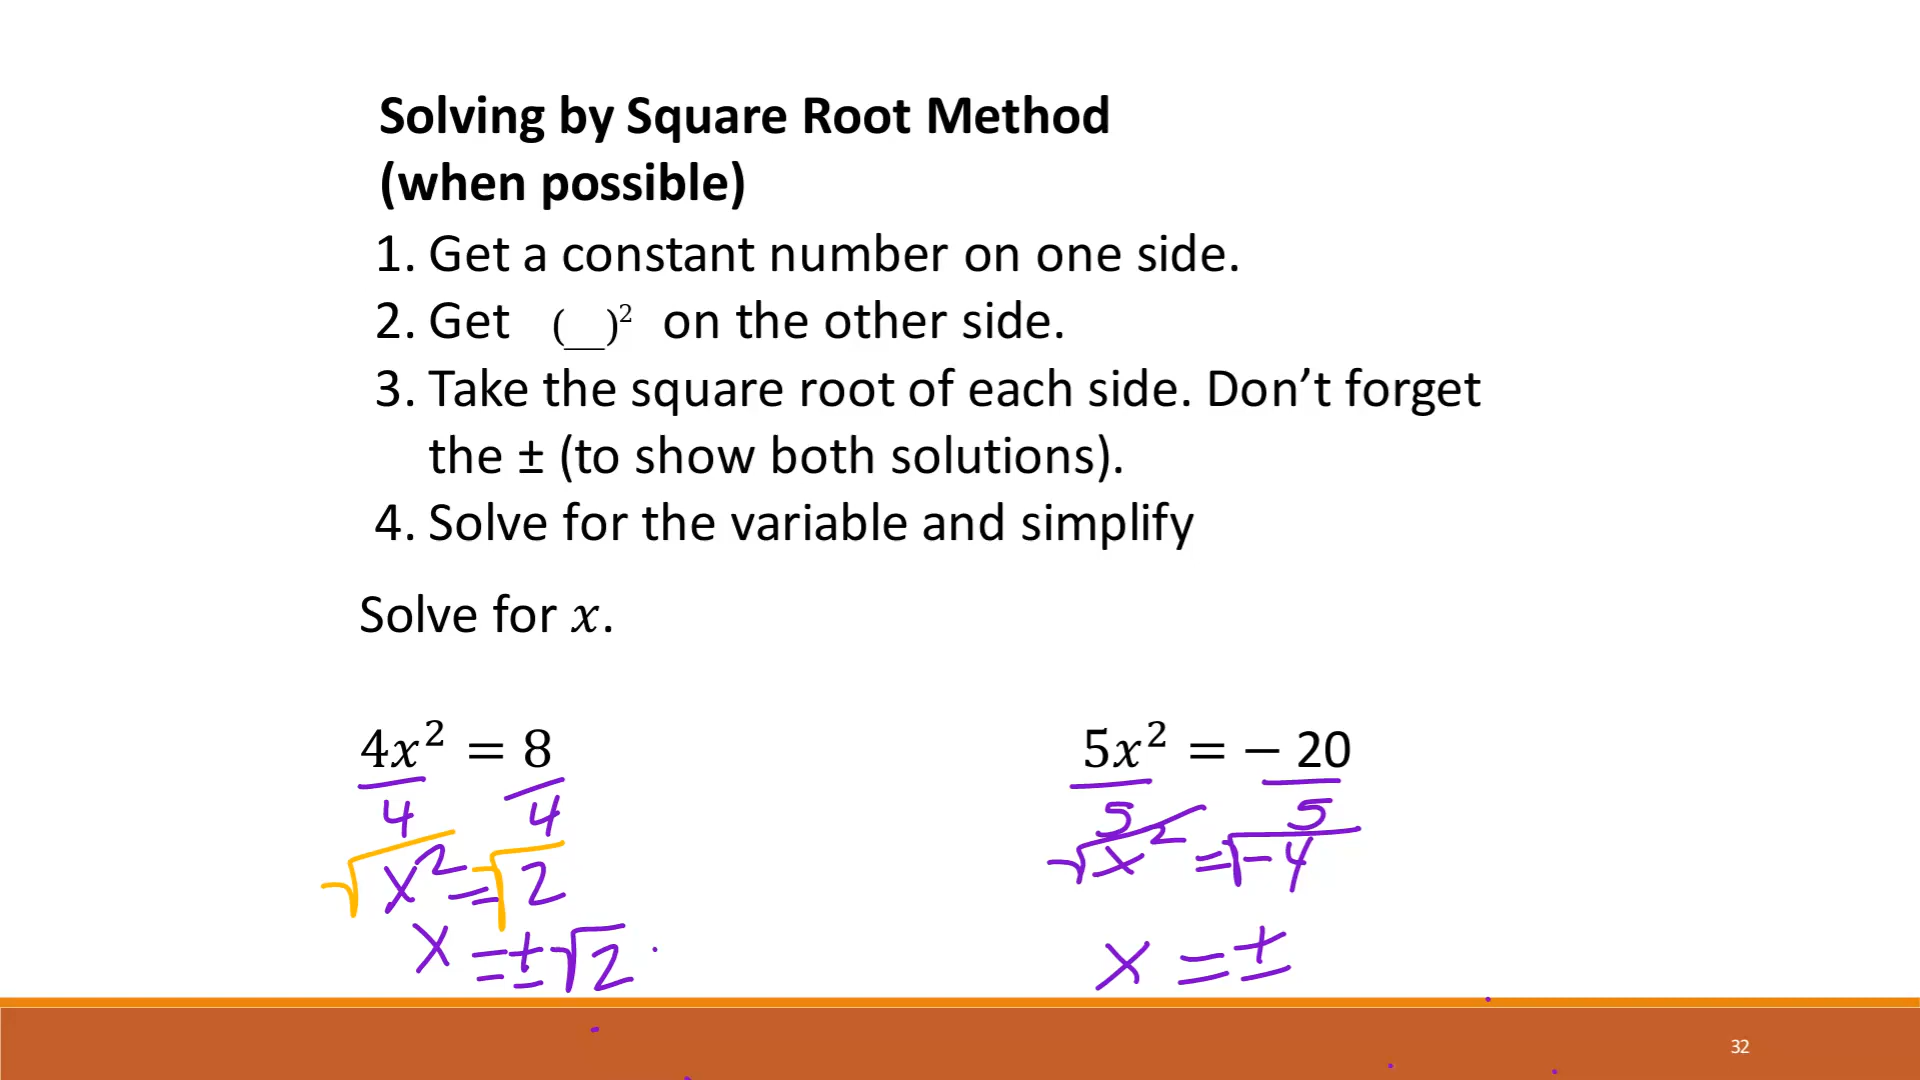 Solving by Square Root Method
(when possible)
1. Get a constant number on one side.
2. Get (__)² on the other side.
3. Take the square root of each side. Don’t forget
the ± (to show both solutions).
4. Solve for the variable and simplify
Solve for x.
4x² = 8
4 4
√x² = √2
x = ±√2
5x² = − 20
5 5
√x² = √−4
x = ±
32